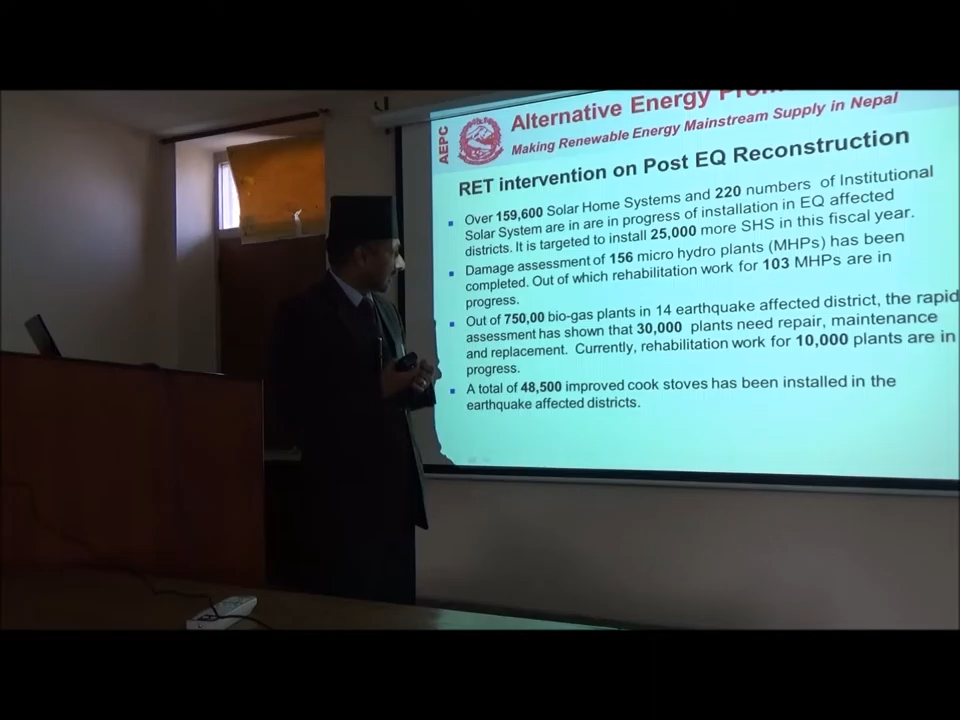 AEPC
Alternative Energy
Making Renewable Energy Mainstream Supply in Nepal
RET intervention on Post EQ Reconstruction
Over 159,600 Solar Home Systems and 220 numbers of Institutional
Solar System are in are in progress of installation in EQ affected
districts. It is targeted to install 25,000 more SHS in this fiscal year.
Damage assessment of 156 micro hydro plants (MHPs) has been
completed. Out of which rehabilitation work for 103 MHPs are in
progress.
Out of 750,00 bio-gas plants in 14 earthquake affected district, the rapid
assessment has shown that 30,000 plants need repair, maintenance
and replacement. Currently, rehabilitation work for 10,000 plants are in
progress.
A total of 48,500 improved cook stoves has been installed in the
earthquake affected districts.